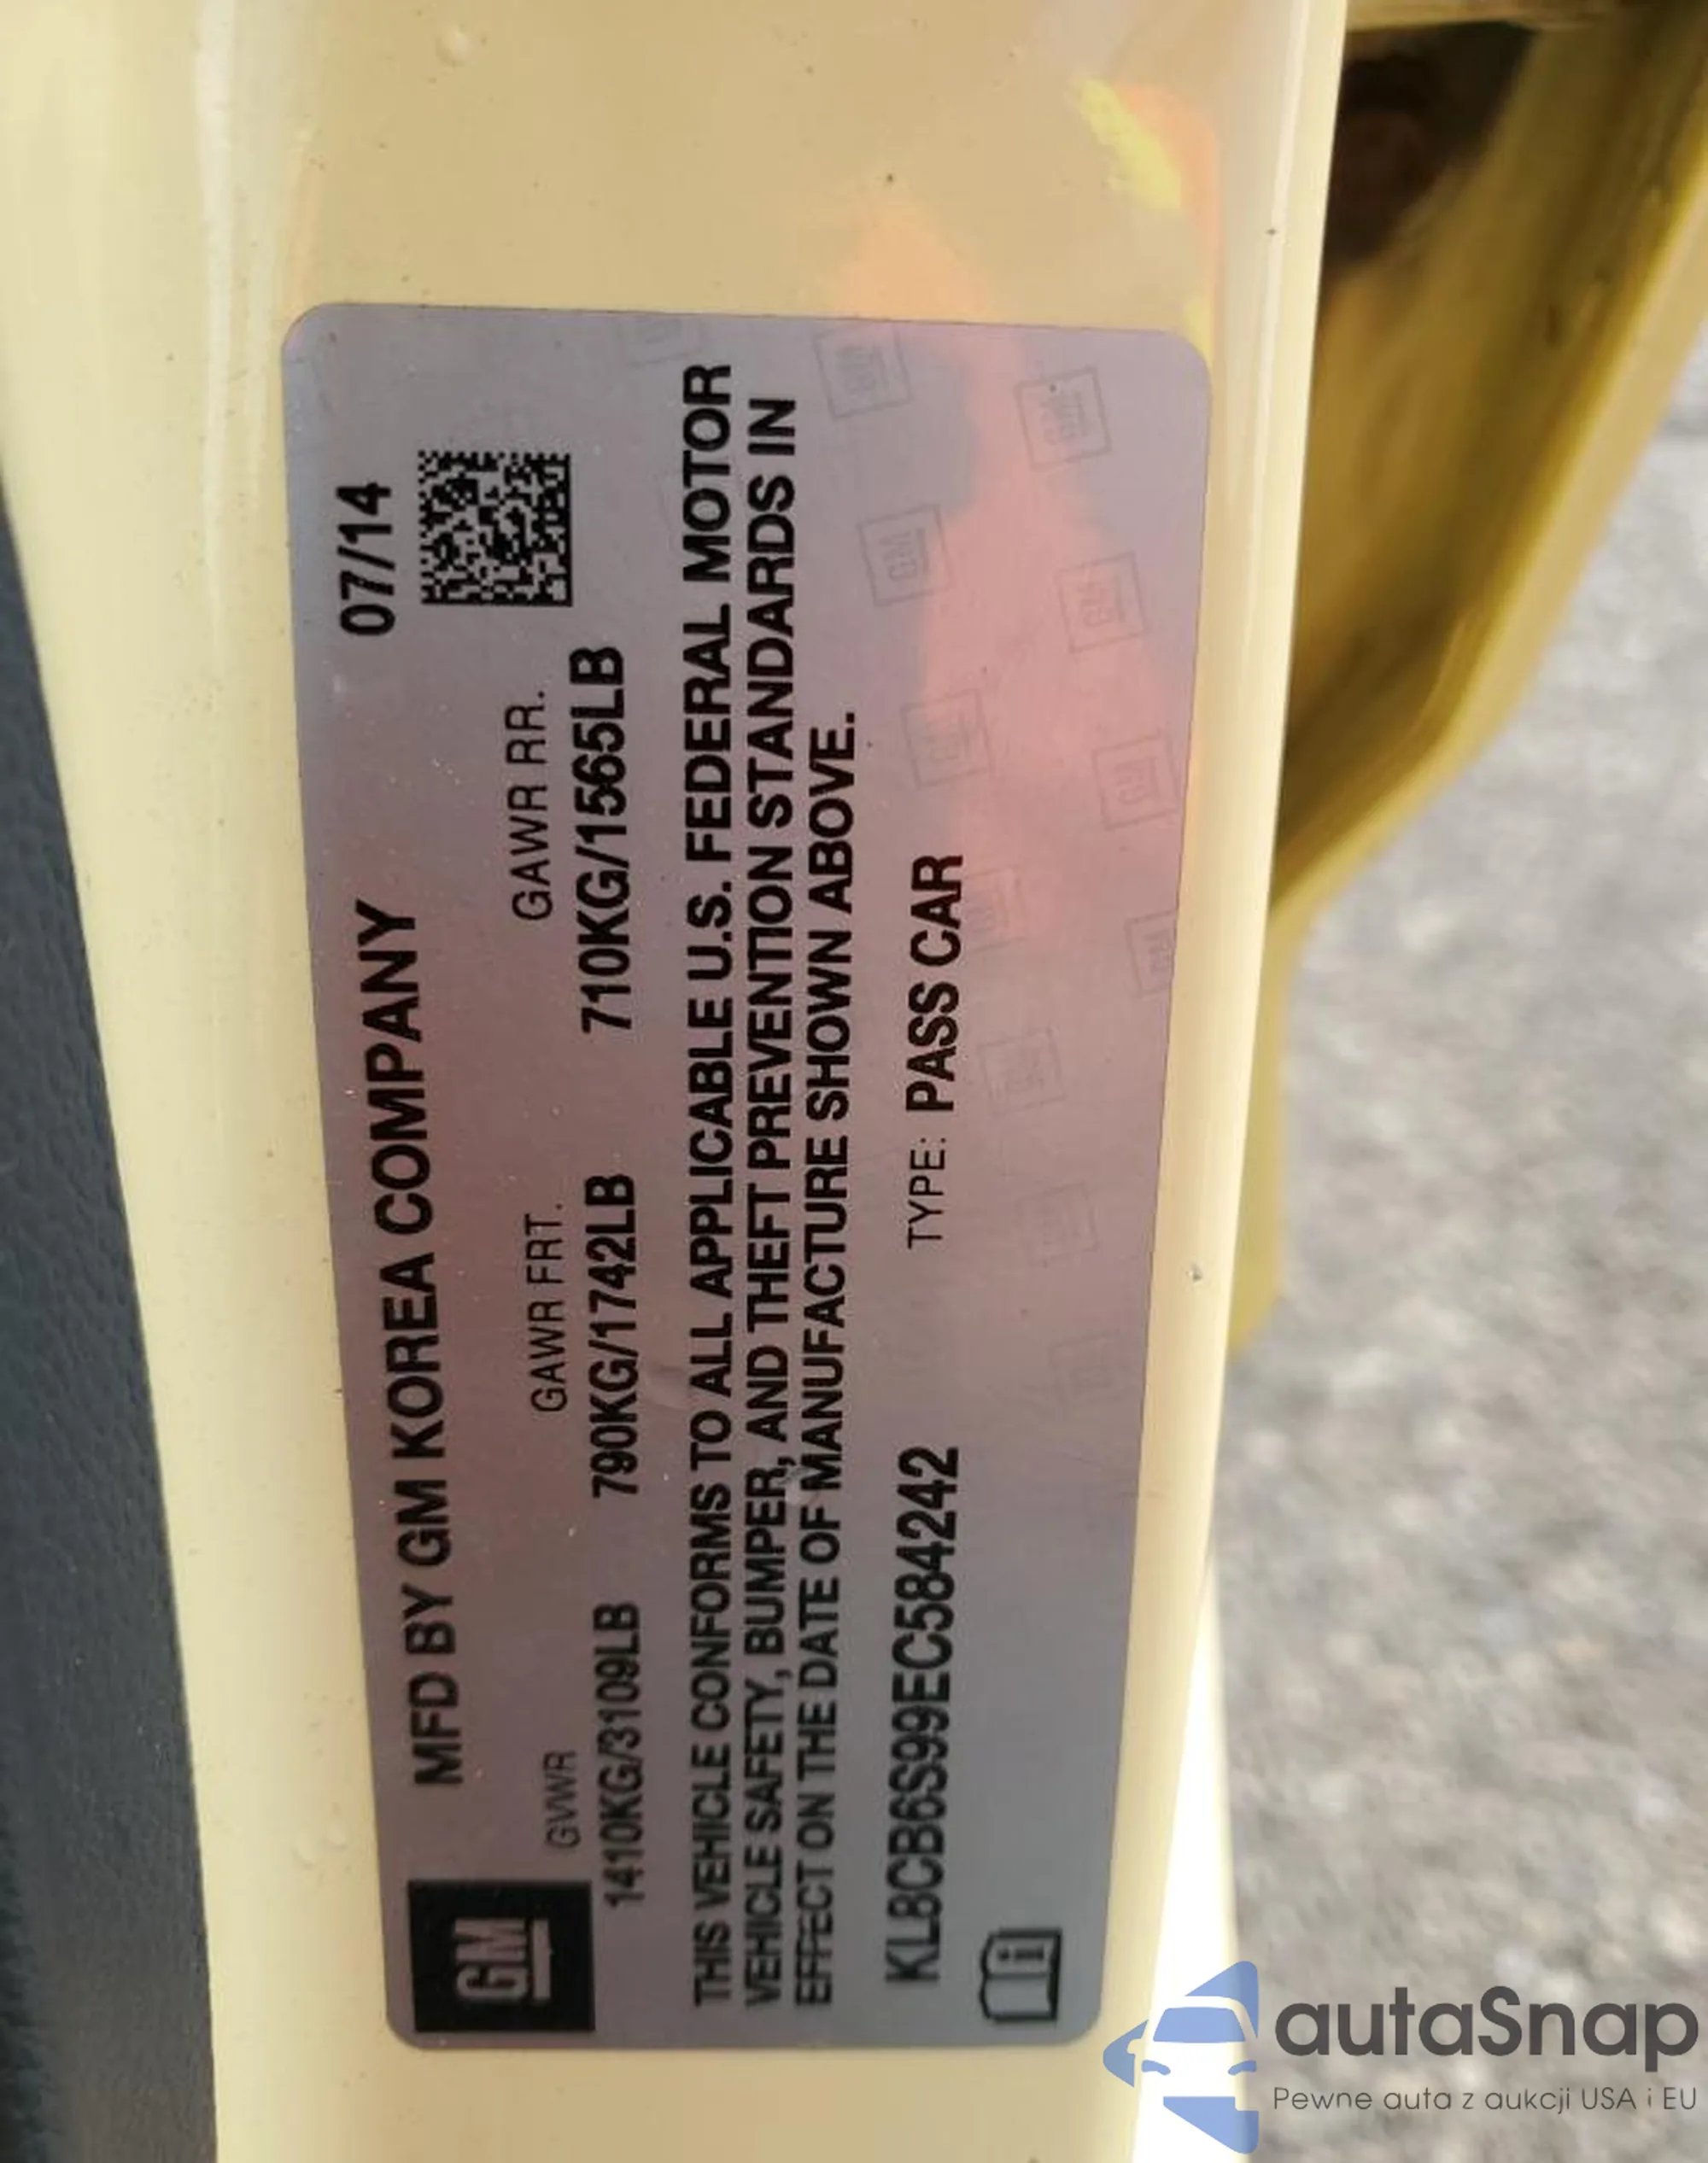 GM
MFD BY GM KOREA COMPANY
07/14
GVWR
GAWR FRT.
GAWR RR.
1410KG/3109LB
790KG/1742LB
710KG/1565LB
THIS VEHICLE CONFORMS TO ALL APPLICABLE U.S. FEDERAL MOTOR
VEHICLE SAFETY, BUMPER, AND THEFT PREVENTION STANDARDS IN
EFFECT ON THE DATE OF MANUFACTURE SHOWN ABOVE.
KL8CB6S99EC584242
TYPE: PASS CAR
autaSnap
Pewne auta z aukcji USA i EU